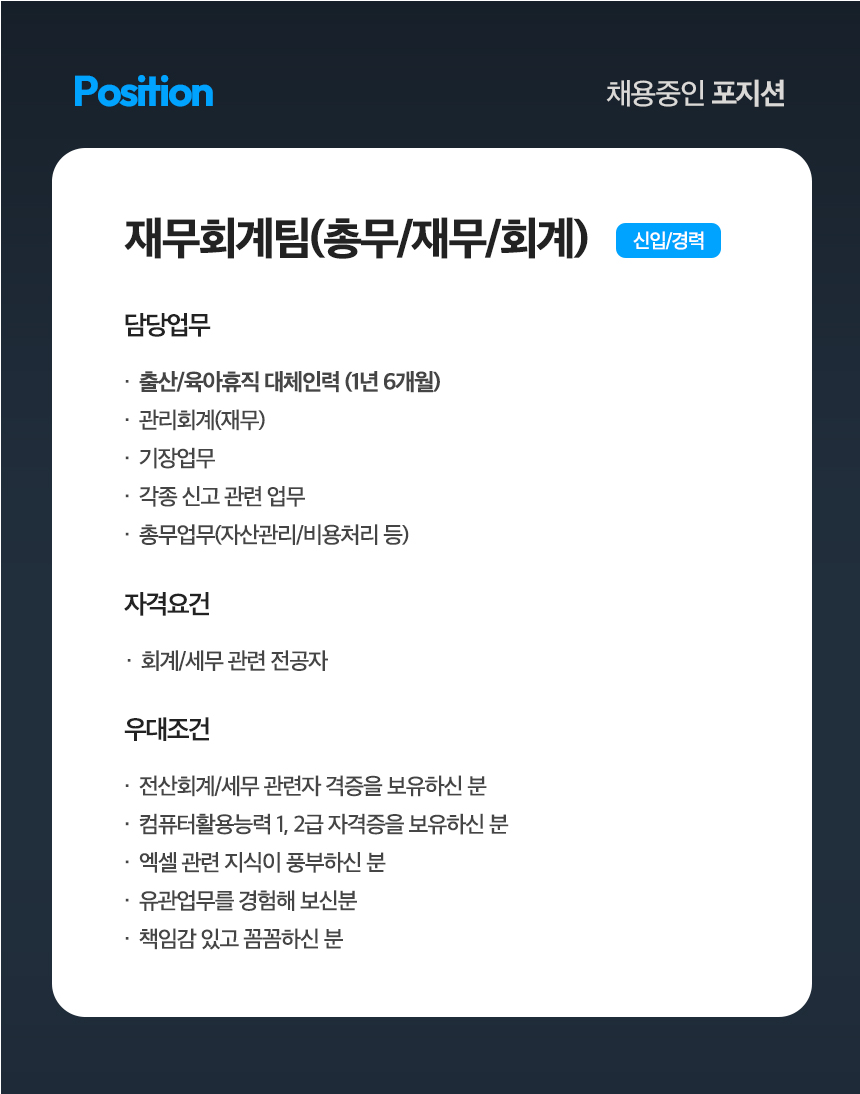 Position
채용중인 포지션
재무회계팀(총무/재무/회계)
신입/경력
담당업무
· 출산/육아휴직 대체인력 (1년 6개월)
· 관리회계(재무)
· 기장업무
· 각종 신고 관련 업무
· 총무업무(자산관리/비용처리 등)
자격요건
· 회계/세무 관련 전공자
우대조건
· 전산회계/세무 관련자 격증을 보유하신 분
· 컴퓨터활용능력 1, 2급 자격증을 보유하신 분
· 엑셀 관련 지식이 풍부하신 분
· 유관업무를 경험해 보신분
· 책임감 있고 꼼꼼하신 분